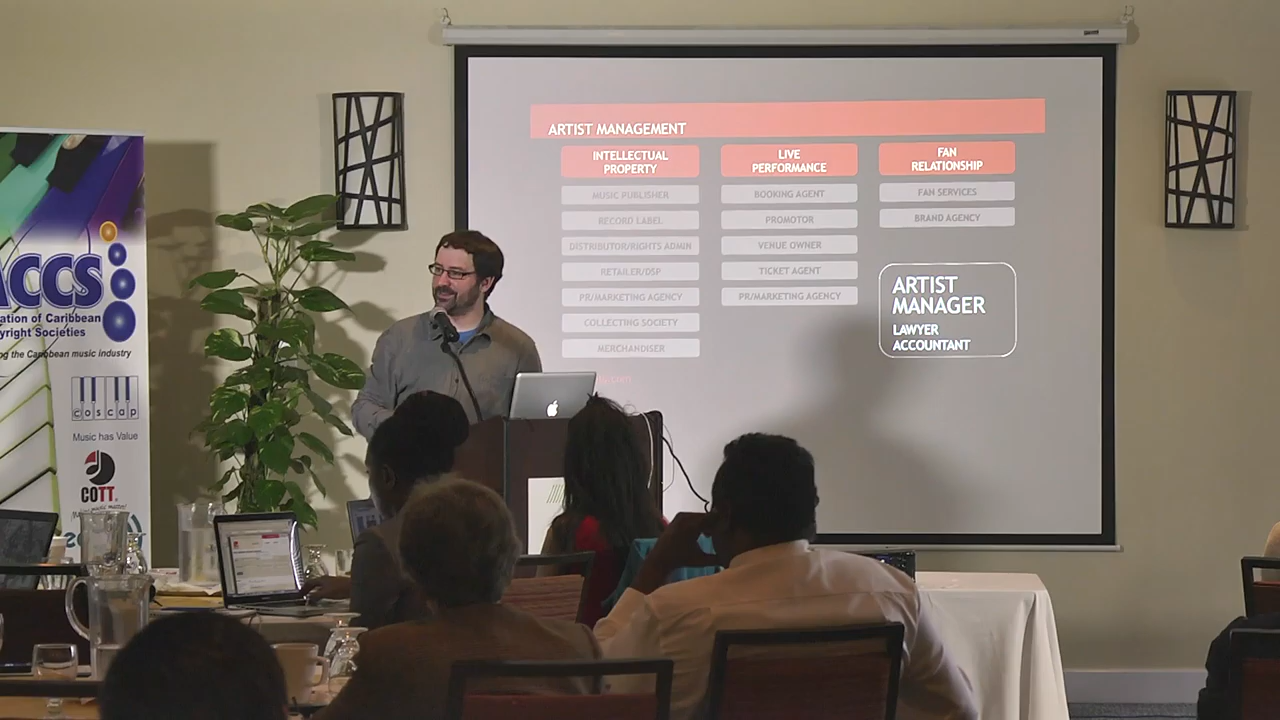 ARTIST MANAGEMENT
INTELLECTUAL
PROPERTY
MUSIC PUBLISHER
RECORD LABEL
DISTRIBUTOR/RIGHTS ADMIN
RETAILER/DSP
PR/MARKETING AGENCY
COLLECTING SOCIETY
MERCHANDISER
LIVE
PERFORMANCE
BOOKING AGENT
PROMOTOR
VENUE OWNER
TICKET AGENT
PR/MARKETING AGENCY
FAN
RELATIONSHIP
FAN SERVICES
BRAND AGENCY
ARTIST
MANAGER
LAWYER
ACCOUNTANT
.com
ACCS
ation of Caribbean
yright Societies
ng the Caribbean music industry
coscap
Music has Value
COTT